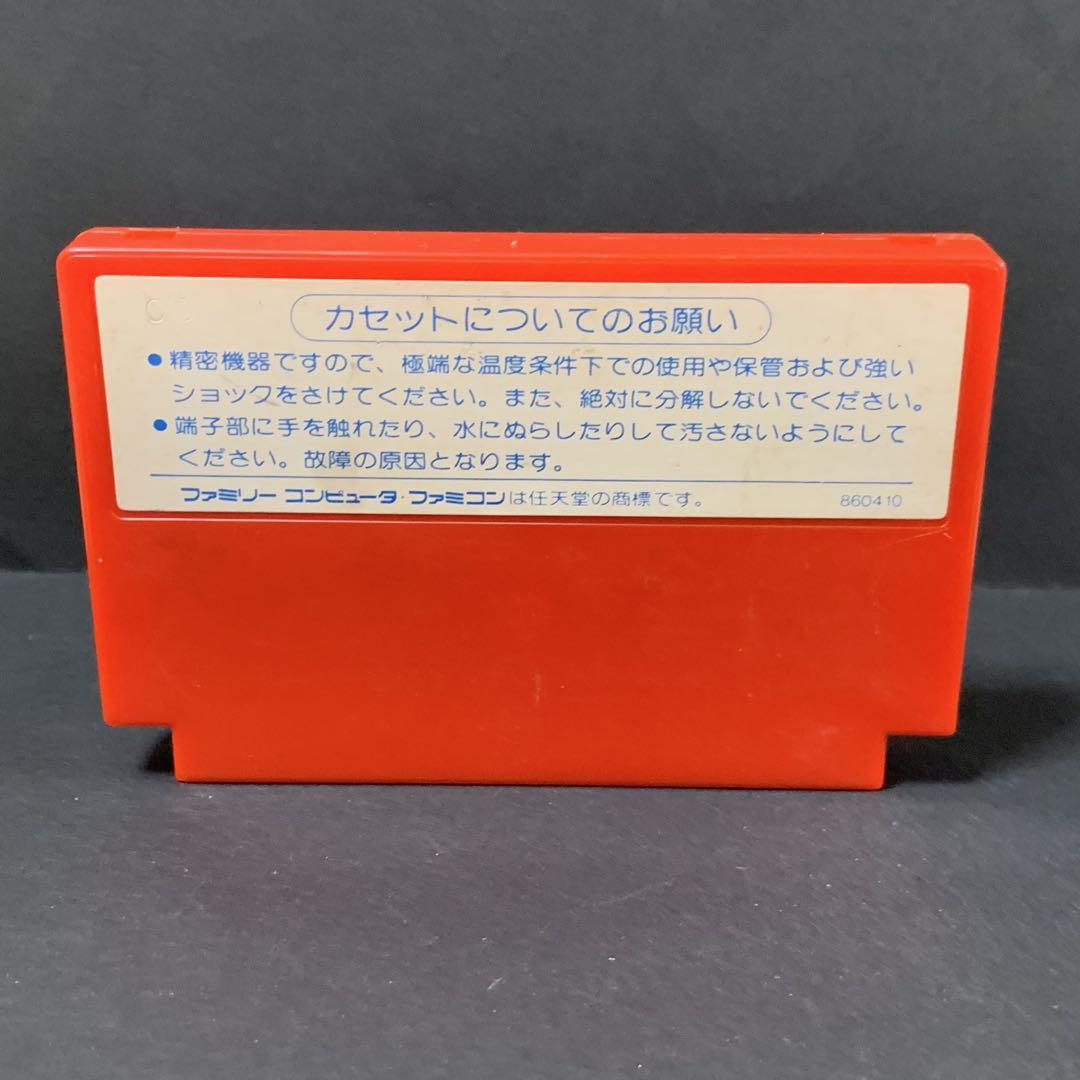 カセットについてのお願い
●精密機器ですので、極端な温度条件下での使用や保管および強い
ショックをさけてください。また、絶対に分解しないでください。
●端子部に手を触れたり、水にぬらしたりして汚さないようにして
ください。故障の原因となります。
ファミリー コンピュータ・ファミコンは任天堂の商標です。 860410